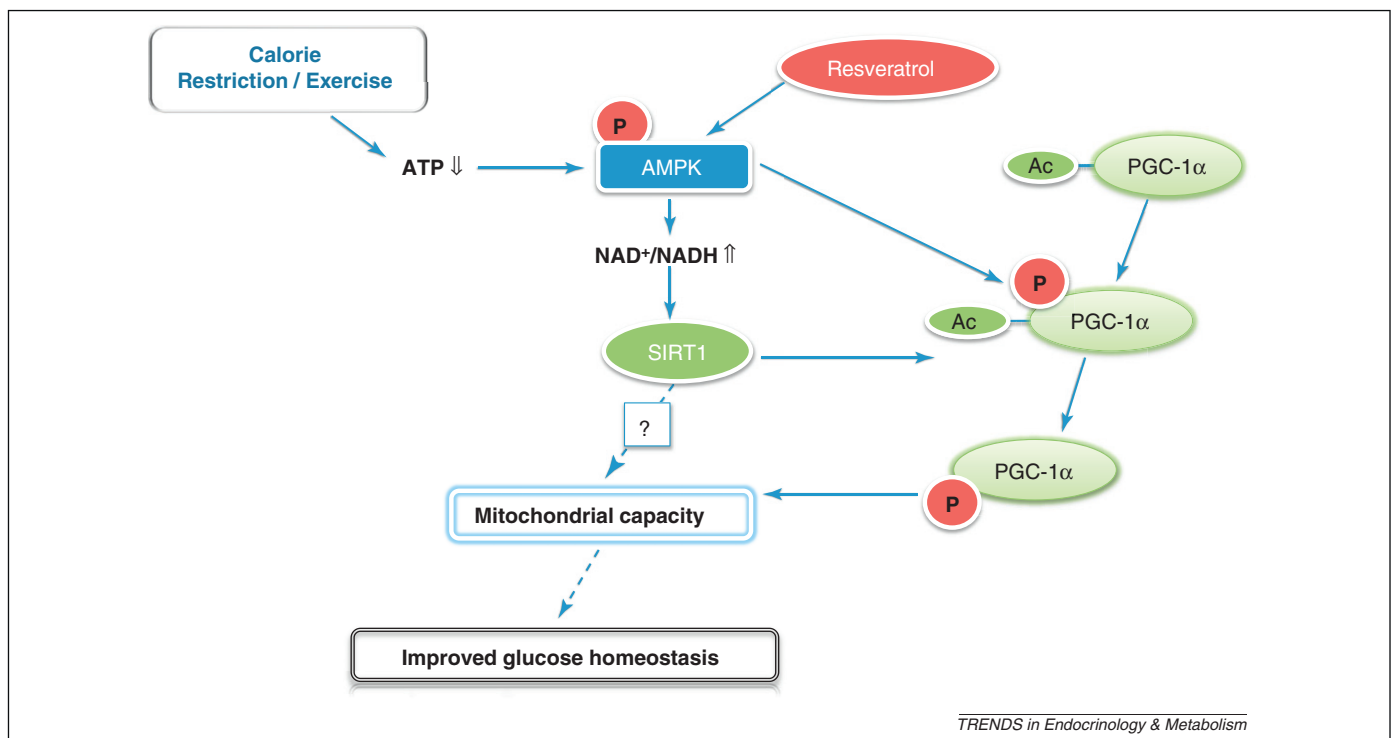 Calorie
Restriction / Exercise
Resveratrol
P
ATP ⇓
AMPK
Ac
PGC-1α
NAD⁺/NADH ⇑
P
Ac
PGC-1α
SIRT1
?
PGC-1α
P
Mitochondrial capacity
Improved glucose homeostasis
TRENDS in Endocrinology & Metabolism